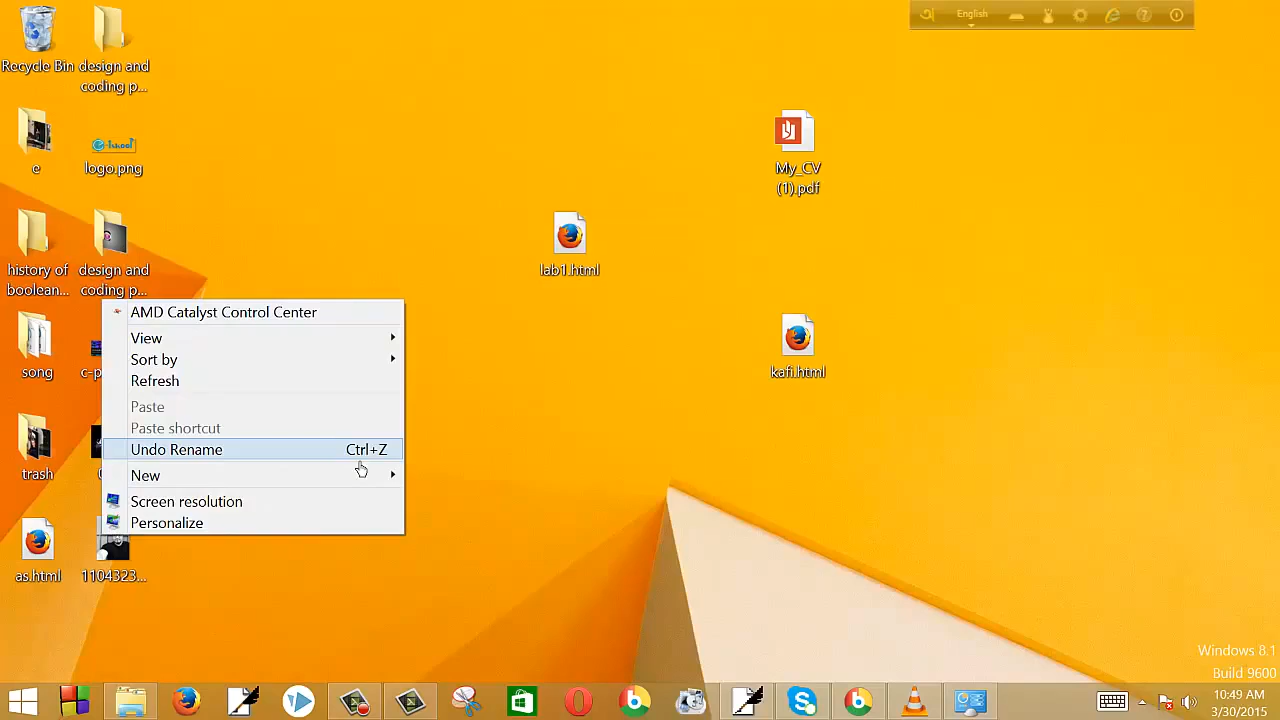 English
Recycle Bin
design and
coding p...
e
e-school
logo.png
My_CV
(1).pdf
history of
boolean...
design and
coding p...
lab1.html
song
c-p
kafi.html
trash
as.html
1104323...
AMD Catalyst Control Center
View
Sort by
Refresh
Paste
Paste shortcut
Undo Rename Ctrl+Z
New
Screen resolution
Personalize
Windows 8.1
Build 9600
10:49 AM
3/30/2015